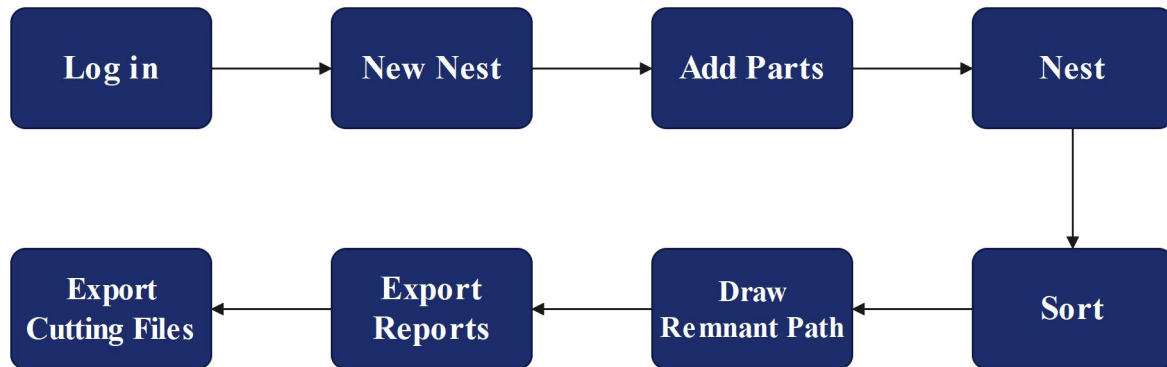 Log in
New Nest
Add Parts
Nest
Sort
Draw
Remnant Path
Export
Reports
Export
Cutting Files